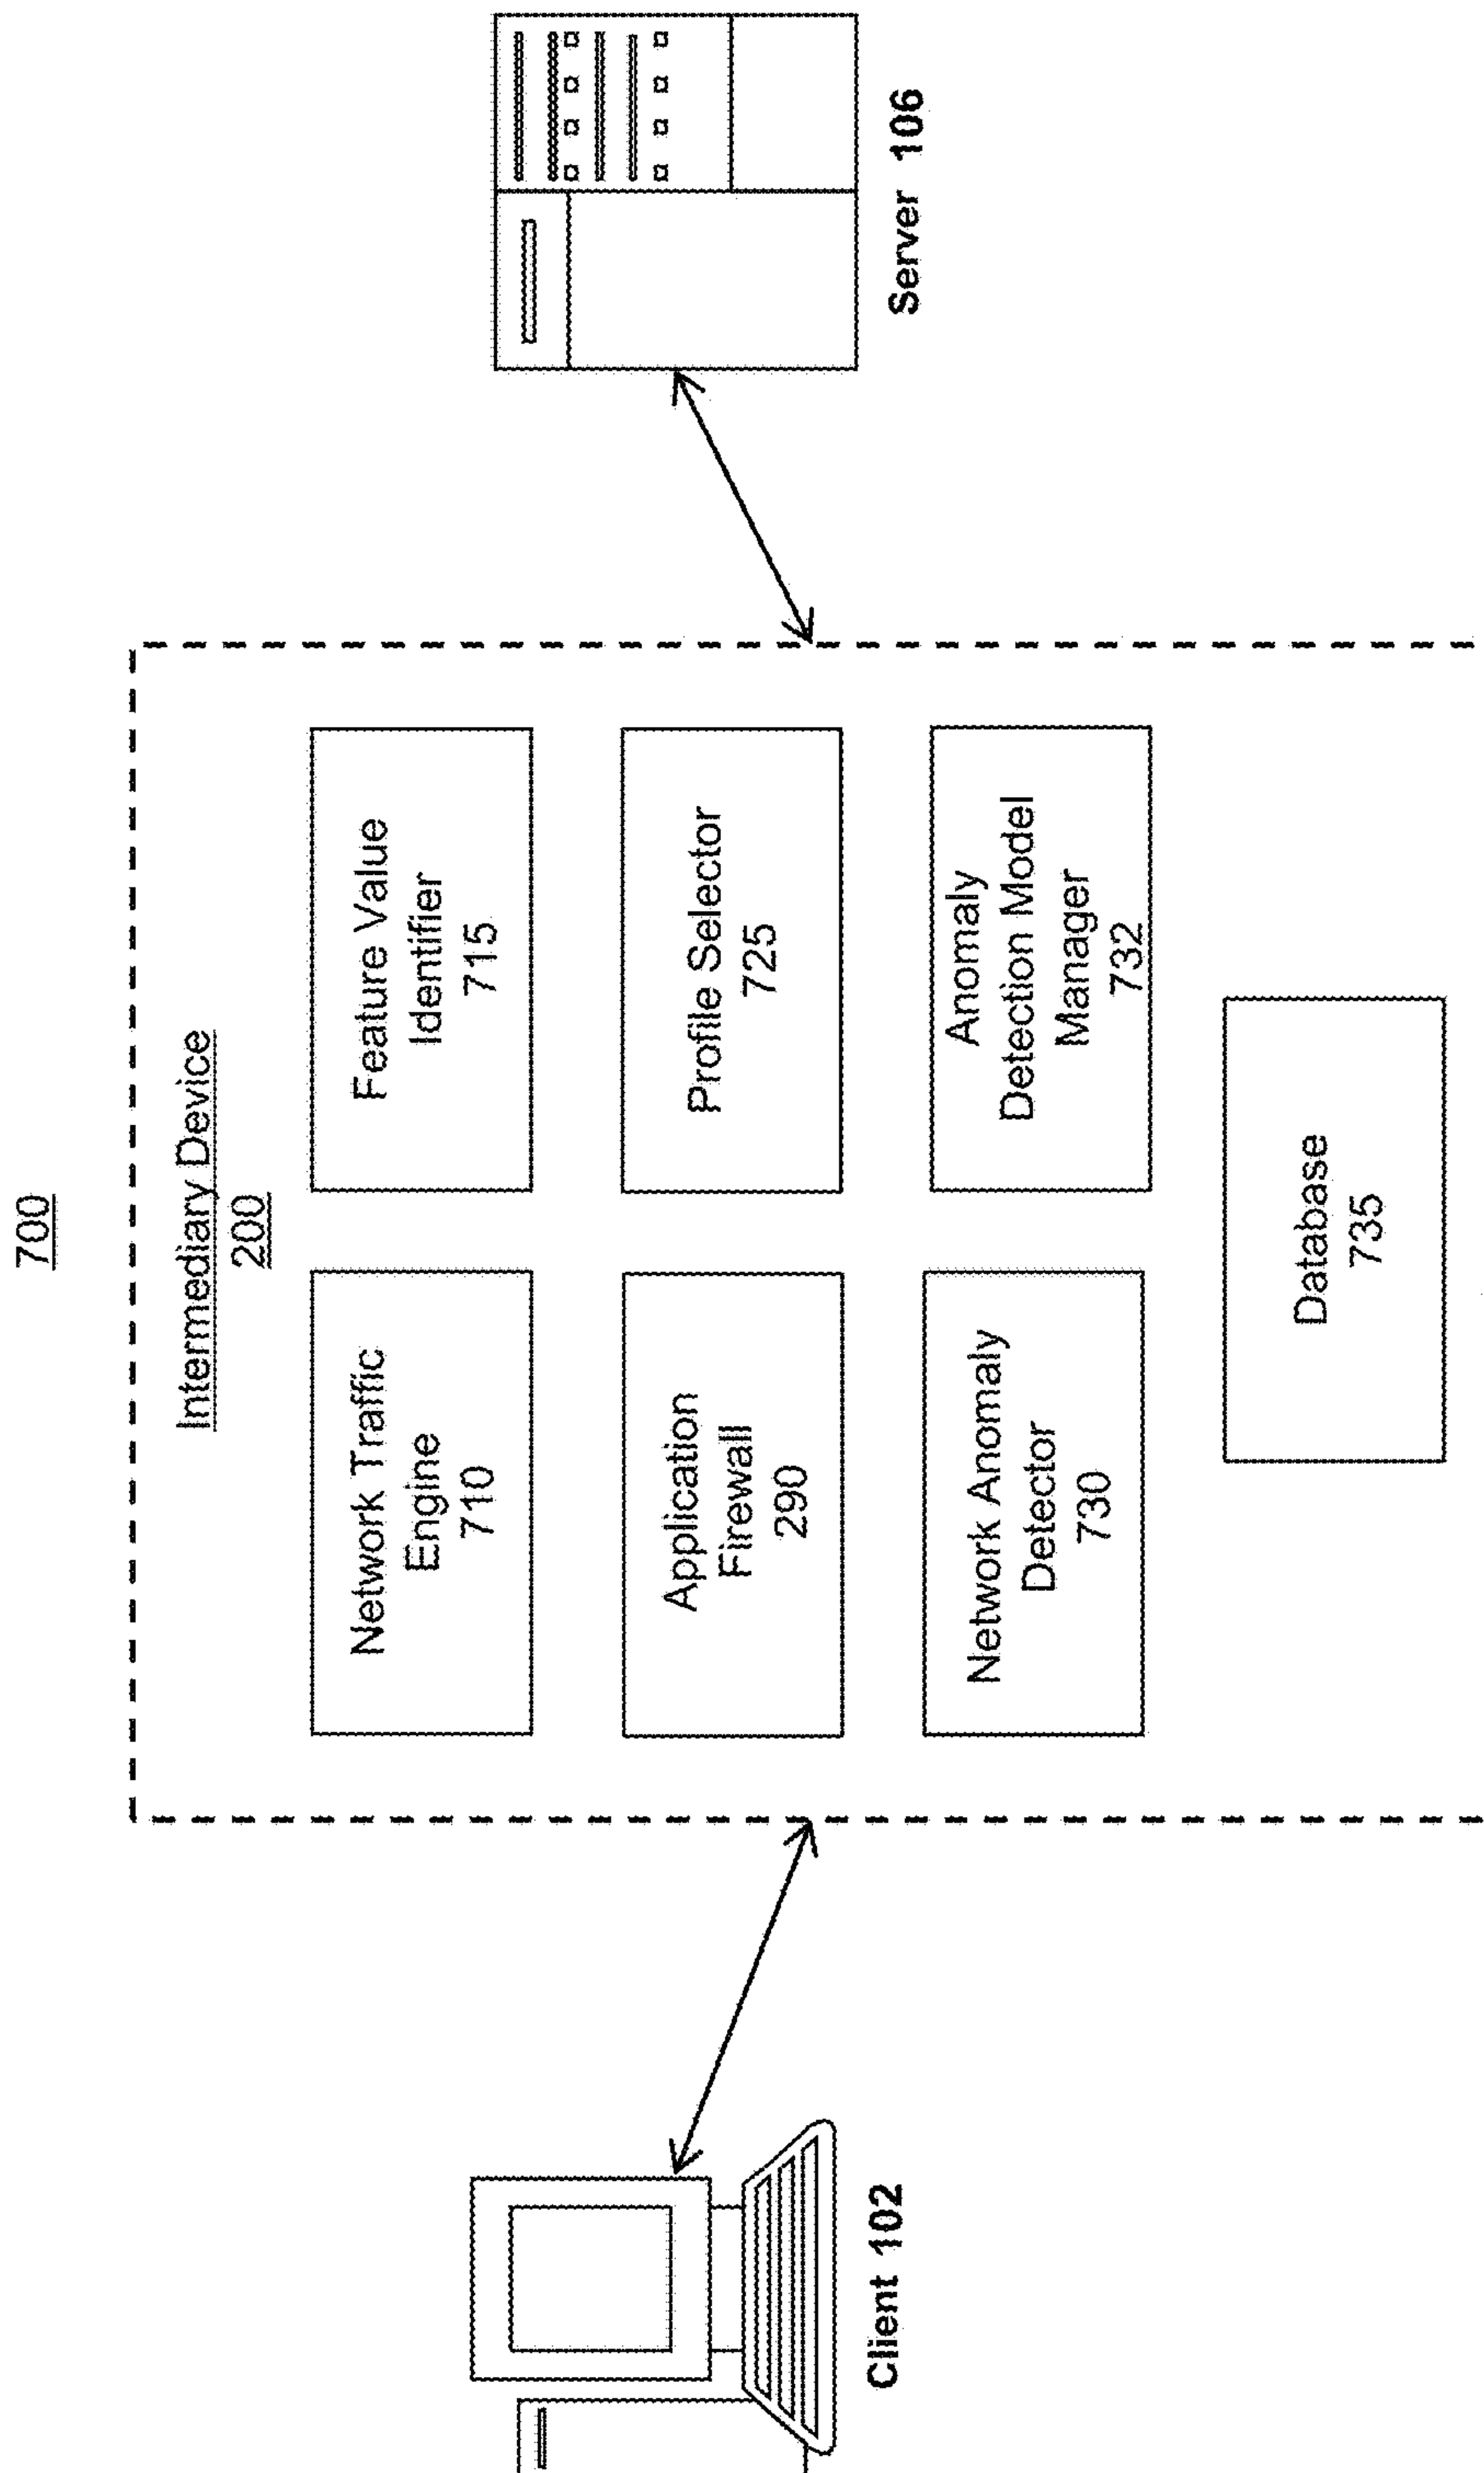 700
Intermediary Device
200
Network Traffic
Engine
710
Feature Value
Identifier
715
Application
Firewall
290
Profile Selector
725
Network Anomaly
Detector
730
Anomaly
Detection Model
Manager
732
Database
735
Client 102
Server 106